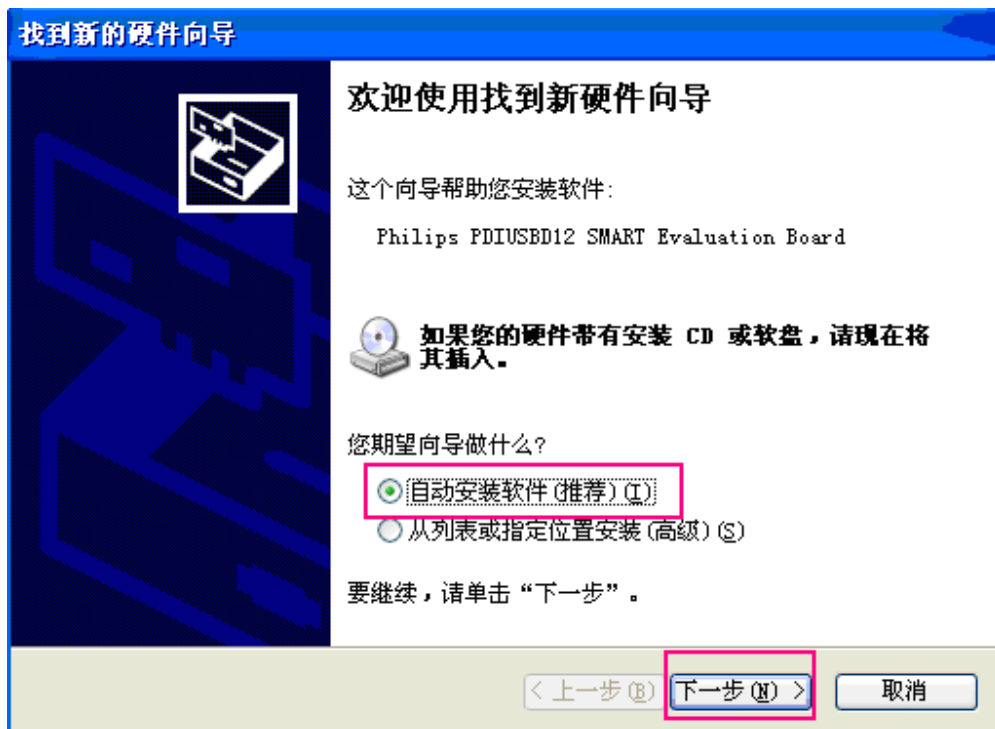 找到新的硬件向导
欢迎使用找到新硬件向导
这个向导帮助您安装软件:
Philips PDIUSBD12 SMART Evaluation Board
如果您的硬件带有安装 CD 或软盘，请现在将
其插入。
您期望向导做什么?
自动安装软件(推荐)(I)
从列表或指定位置安装(高级)(S)
要继续，请单击“下一步”。
< 上一步(B) 下一步(N) > 取消